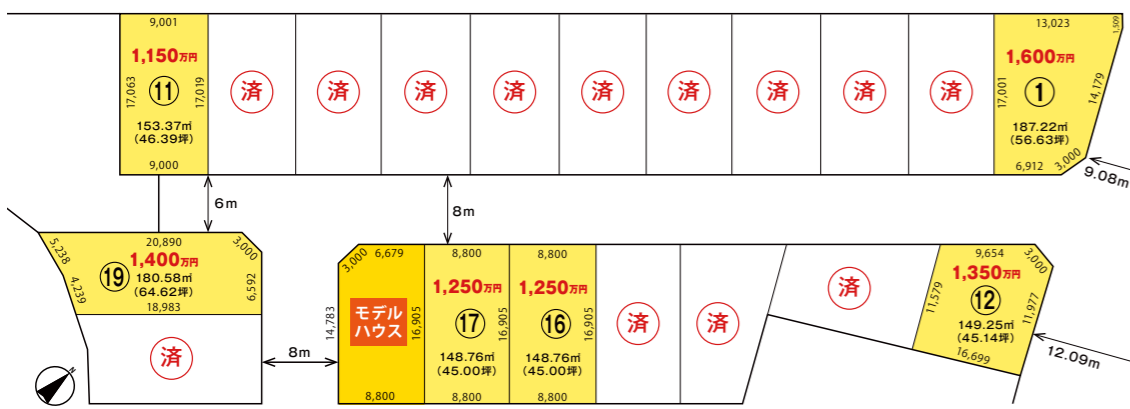 9,001
1,150万円
11
17,063
17,019
153.37㎡
(46.39坪)
9,000
済
済
済
済
済
済
済
済
済
13,023
1,509
1,600万円
1
17,001
14,179
187.22㎡
(56.63坪)
6,912
3,000
9.08m
6m
8m
20,890
3,000
5,238
1,400万円
19
180.58㎡
(64.62坪)
4,239
6,592
18,983
済
8m
N
6,679
3,000
モデル
ハウス
14,783
16,905
8,800
8,800
1,250万円
17
16,905
148.76㎡
(45.00坪)
8,800
8,800
1,250万円
16
16,905
148.76㎡
(45.00坪)
8,800
済
済
済
9,654
3,000
1,350万円
12
11,579
11,977
149.25㎡
(45.14坪)
16,699
12.09m